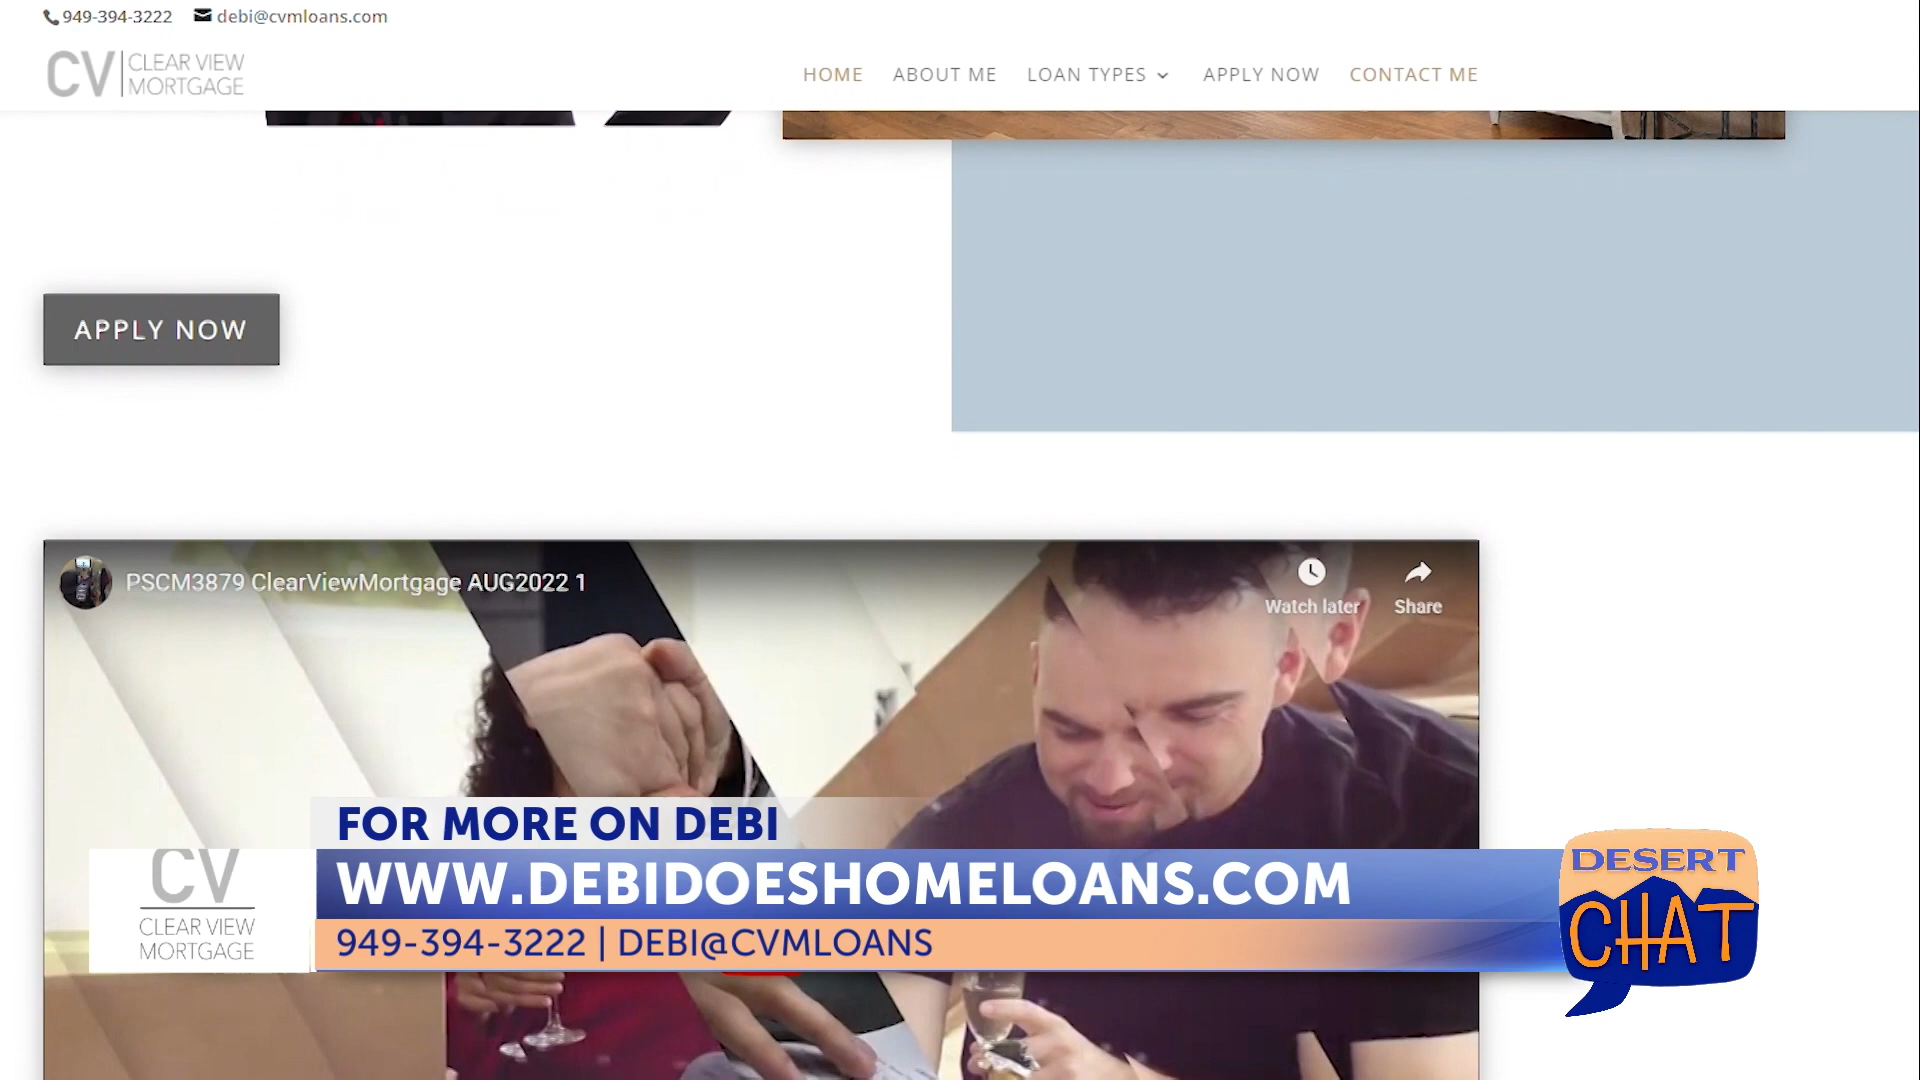 949-394-3222 debi@cvmloans.com
CV CLEAR VIEW
MORTGAGE
HOME ABOUT ME LOAN TYPES APPLY NOW CONTACT ME
APPLY NOW
PSCM3879 ClearViewMortgage AUG2022 1
Watch later Share
FOR MORE ON DEBI
WWW.DEBIDOESHOMELOANS.COM
949-394-3222 | DEBI@CVMLOANS
CV
CLEAR VIEW
MORTGAGE
DESERT
CHAT